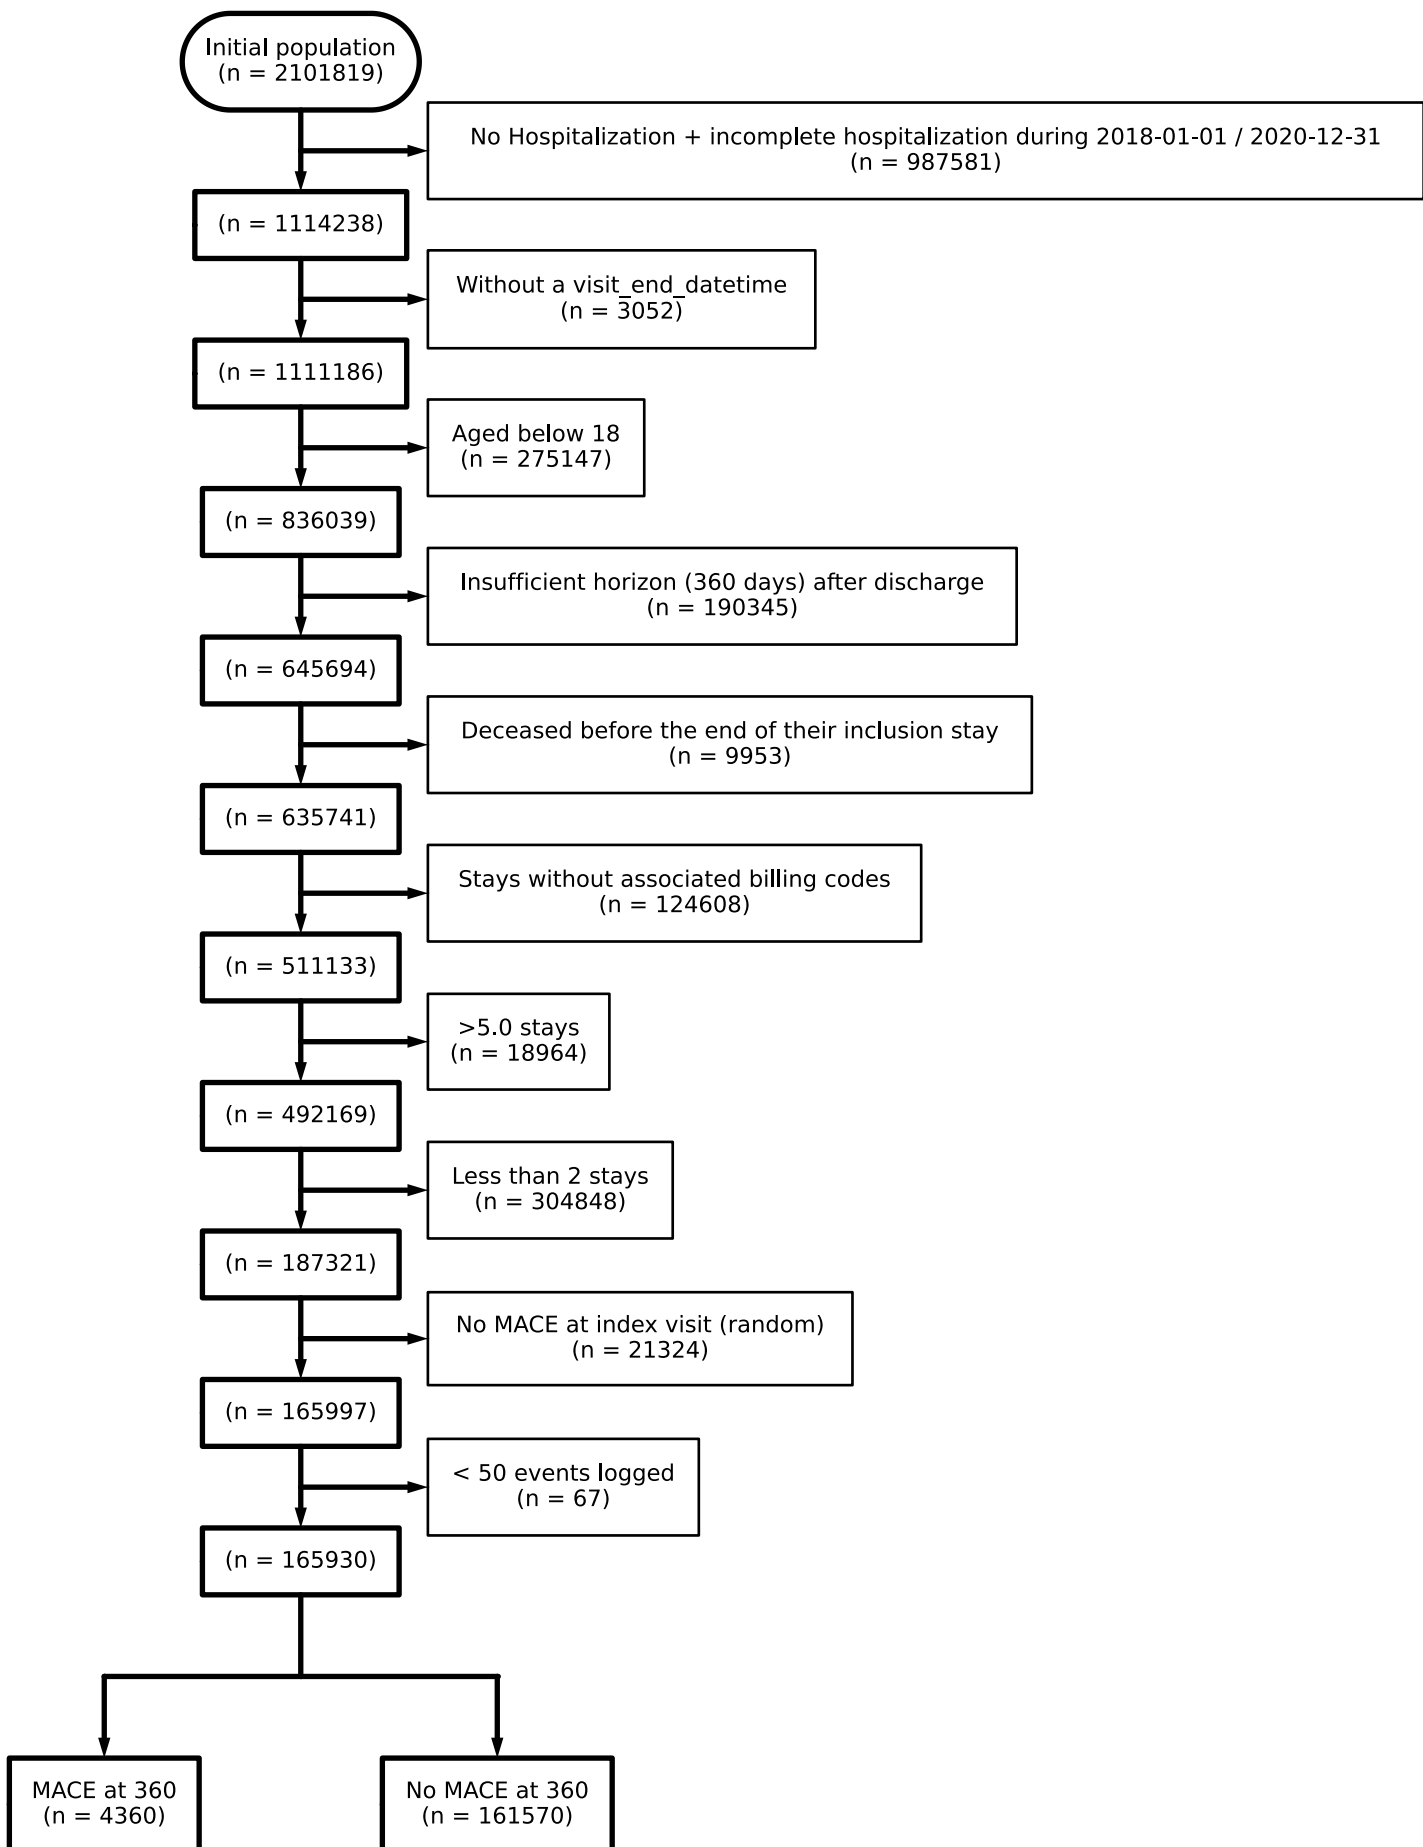 Initial population
(n = 2101819)
No Hospitalization + incomplete hospitalization during 2018-01-01 / 2020-12-31
(n = 987581)
(n = 1114238)
Without a visit_end_datetime
(n = 3052)
(n = 1111186)
Aged below 18
(n = 275147)
(n = 836039)
Insufficient horizon (360 days) after discharge
(n = 190345)
(n = 645694)
Deceased before the end of their inclusion stay
(n = 9953)
(n = 635741)
Stays without associated billing codes
(n = 124608)
(n = 511133)
>5.0 stays
(n = 18964)
(n = 492169)
Less than 2 stays
(n = 304848)
(n = 187321)
No MACE at index visit (random)
(n = 21324)
(n = 165997)
< 50 events logged
(n = 67)
(n = 165930)
MACE at 360
(n = 4360)
No MACE at 360
(n = 161570)